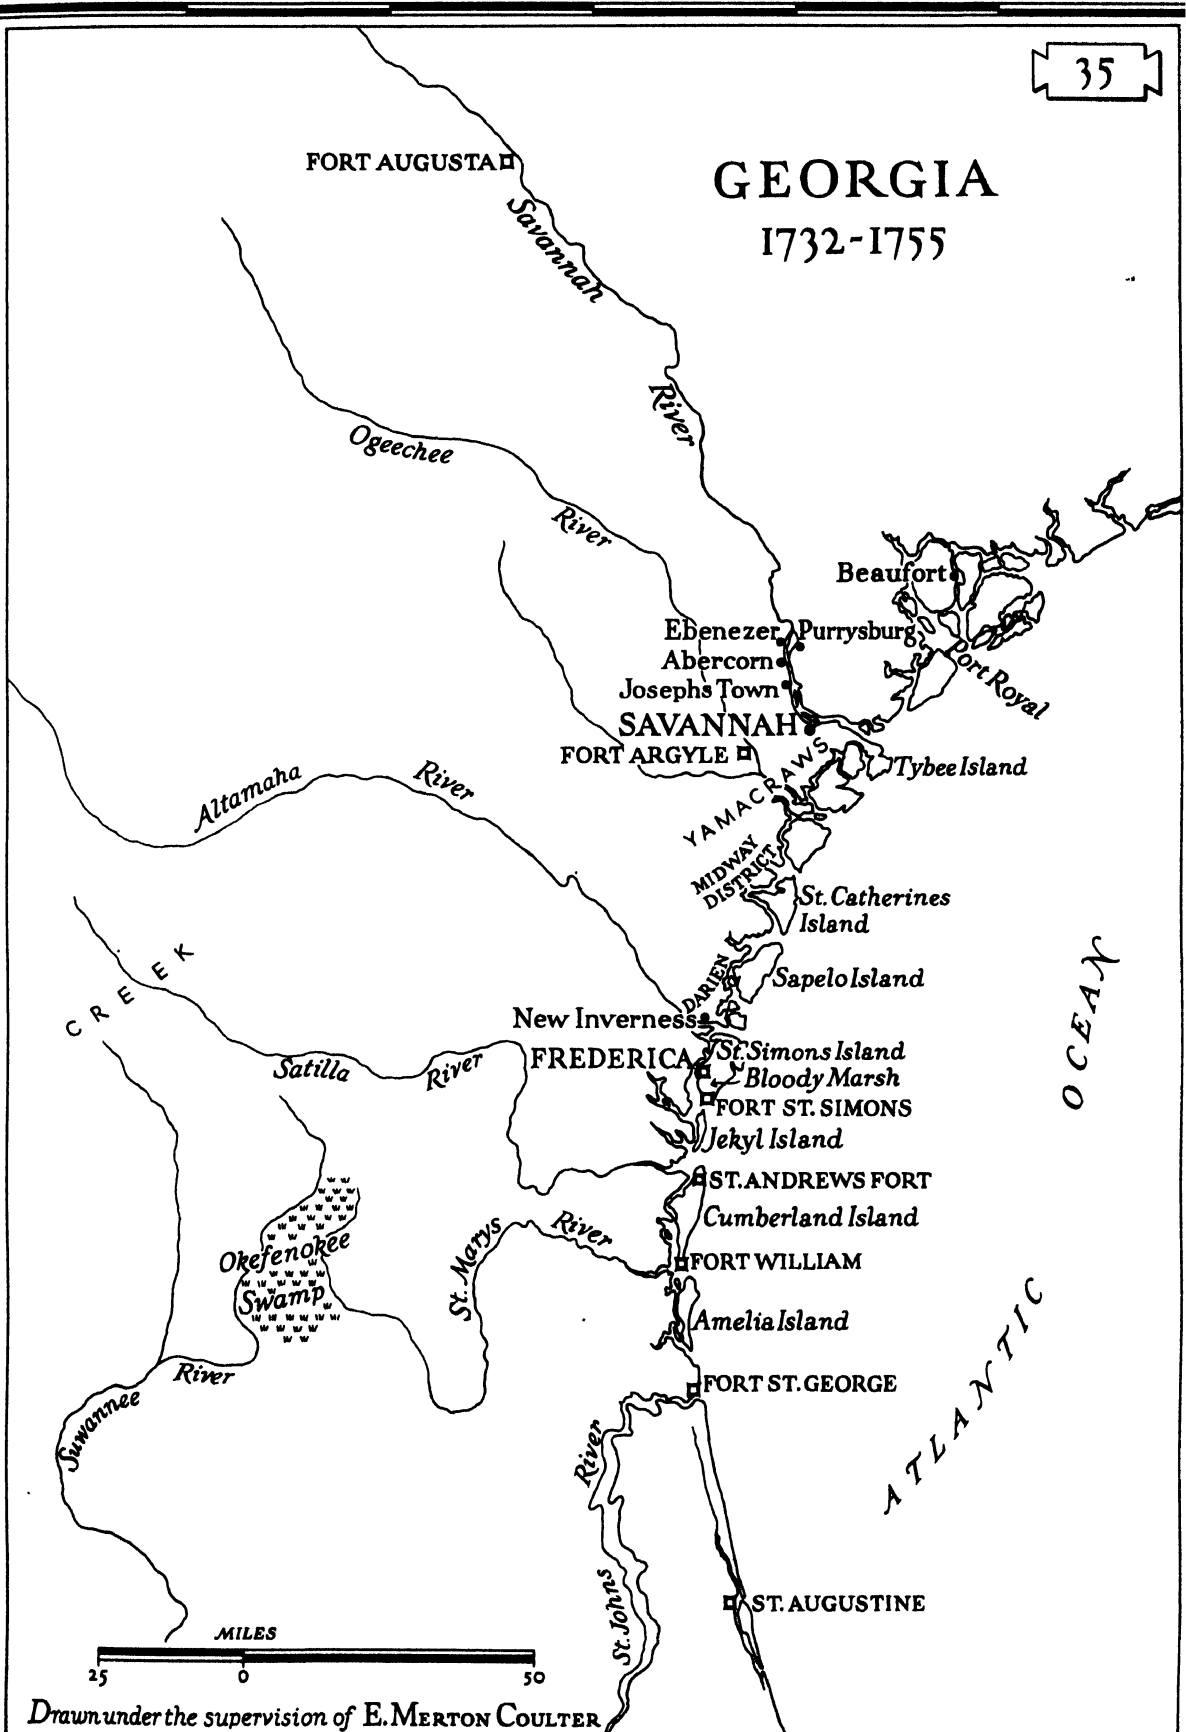 35
GEORGIA
1732-1755
FORT AUGUSTA
Savannah
River
Ogeechee
River
Beaufort
Ebenezer
Purrysburg
Abercorn
Josephs Town
Port Royal
SAVANNAH
FORT ARGYLE
Tybee Island
YAMACRAWS
Altamaha
River
MIDWAY
DISTRICT
St. Catherines
Island
CREEK
DARIEN
Sapelo Island
New Inverness
OCEAN
FREDERICA
St. Simons Island
Bloody Marsh
Satilla
River
FORT ST. SIMONS
Jekyl Island
ST. ANDREWS FORT
Cumberland Island
St. Marys
River
Okefenokee
Swamp
FORT WILLIAM
Amelia Island
ATLANTIC
River
Suwannee
FORT ST. GEORGE
River
St. Johns
ST. AUGUSTINE
MILES
25 0 50
Drawn under the supervision of E. MERTON COULTER